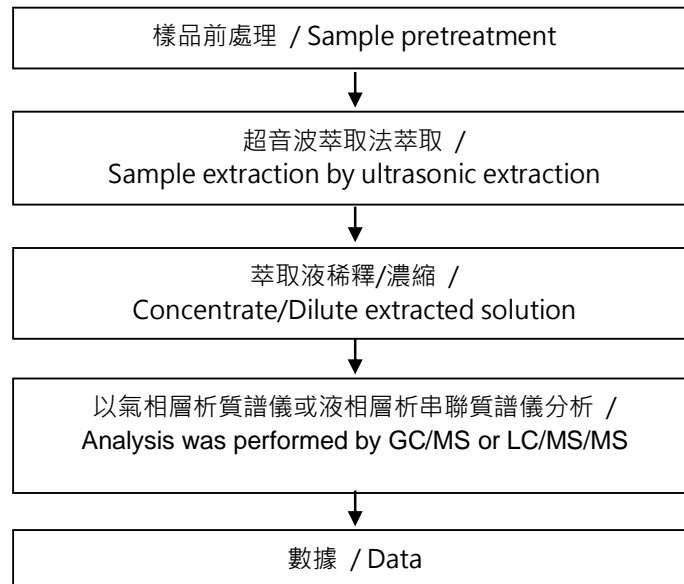 樣品前處理 / Sample pretreatment
超音波萃取法萃取 /
Sample extraction by ultrasonic extraction
萃取液稀釋/濃縮 /
Concentrate/Dilute extracted solution
以氣相層析質譜儀或液相層析串聯質譜儀分析 /
Analysis was performed by GC/MS or LC/MS/MS
數據 / Data